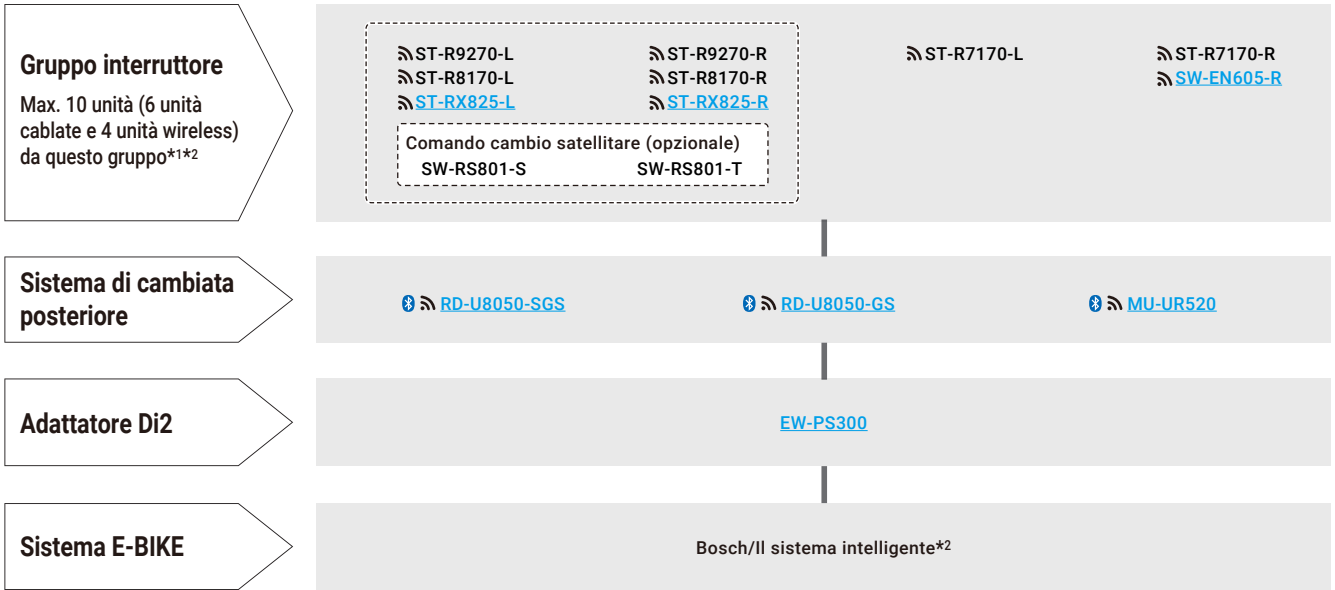 Gruppo interruttore
Max. 10 unità (6 unità
cablate e 4 unità wireless)
da questo gruppo*1*2
ST-R9270-L
ST-R9270-R
ST-R7170-L
ST-R7170-R
ST-R8170-L
ST-R8170-R
SW-EN605-R
ST-RX825-L
ST-RX825-R
Comando cambio satellitare (opzionale)
SW-RS801-S
SW-RS801-T
Sistema di cambiata
posteriore
RD-U8050-SGS
RD-U8050-GS
MU-UR520
Adattatore Di2
EW-PS300
Sistema E-BIKE
Bosch/Il sistema intelligente*2